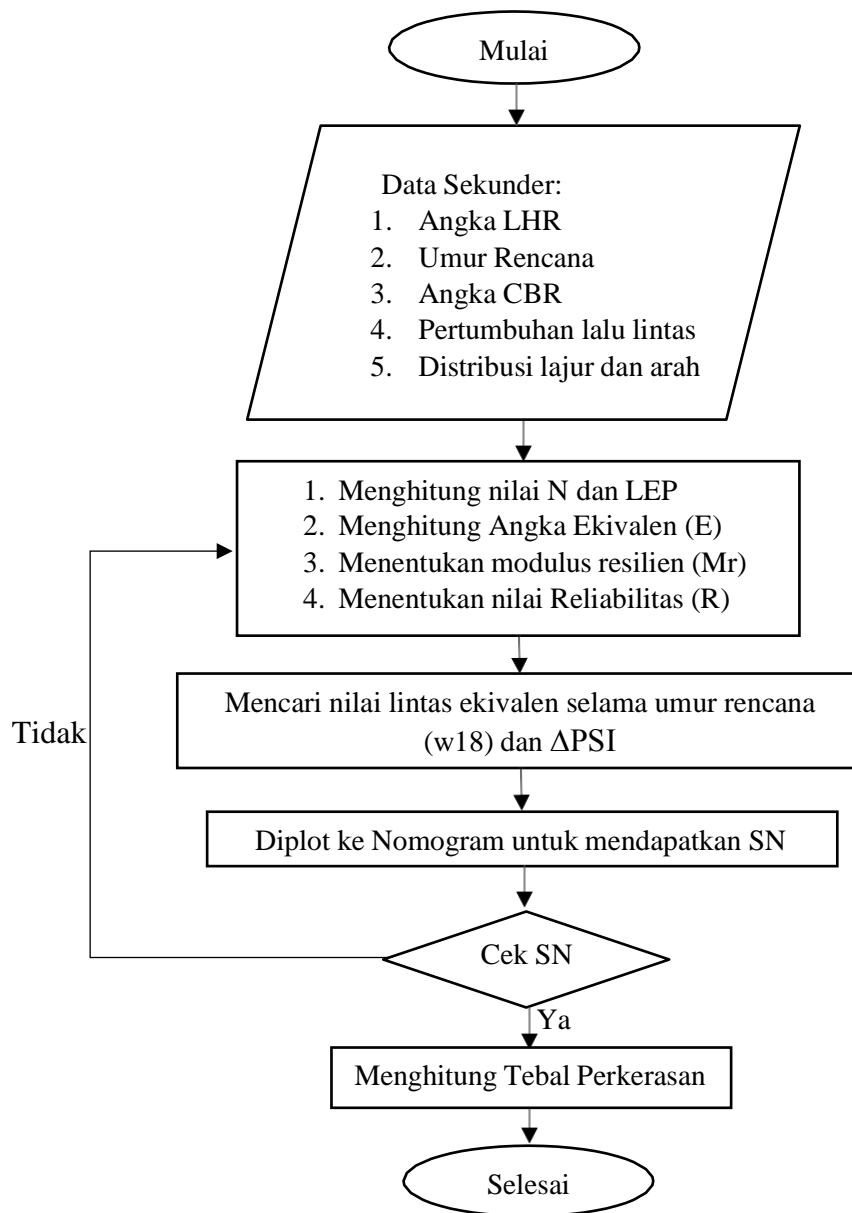 Mulai
Data Sekunder:
1. Angka LHR
2. Umur Rencana
3. Angka CBR
4. Pertumbuhan lalu lintas
5. Distribusi lajur dan arah
1. Menghitung nilai N dan LEP
2. Menghitung Angka Ekivalen (E)
3. Menentukan modulus resilien (Mr)
4. Menentukan nilai Reliabilitas (R)
Mencari nilai lintas ekivalen selama umur rencana
(w18) dan ΔPSI
Tidak
Diplot ke Nomogram untuk mendapatkan SN
Cek SN
Ya
Menghitung Tebal Perkerasan
Selesai